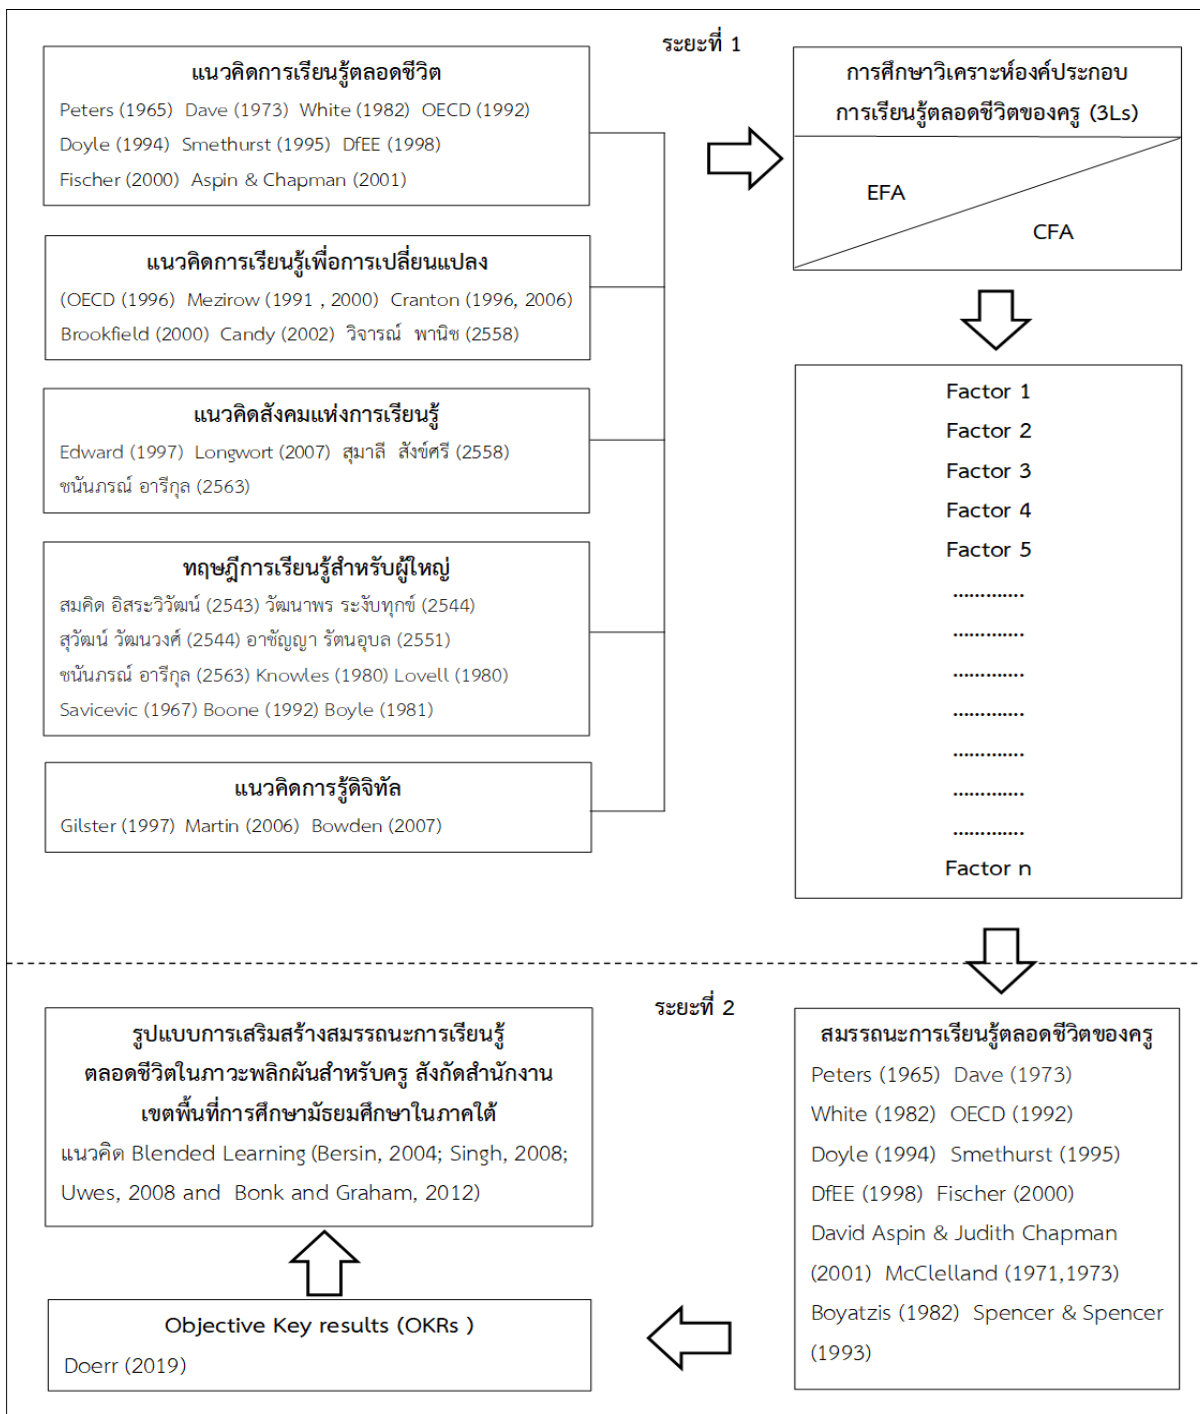 ระยะที่ 1
แนวคิดการเรียนรู้ตลอดชีวิต
Peters (1965) Dave (1973) White (1982) OECD (1992)
Doyle (1994) Smethurst (1995) DfEE (1998)
Fischer (2000) Aspin & Chapman (2001)
แนวคิดการเรียนรู้เพื่อการเปลี่ยนแปลง
(OECD (1996) Mezirow (1991 , 2000) Cranton (1996, 2006)
Brookfield (2000) Candy (2002) วิจารณ์ พานิช (2558)
แนวคิดสังคมแห่งการเรียนรู้
Edward (1997) Longwort (2007) สุมาลี สังข์ศรี (2558)
ชนันภรณ์ อารีกุล (2563)
ทฤษฎีการเรียนรู้สำหรับผู้ใหญ่
สมคิด อิสระวิวัฒน์ (2543) วัฒนาพร ระงับทุกข์ (2544)
สุวัฒน์ วัฒนวงศ์ (2544) อาชัญญา รัตนอุบล (2551)
ชนันภรณ์ อารีกุล (2563) Knowles (1980) Lovell (1980)
Savicevic (1967) Boone (1992) Boyle (1981)
แนวคิดการรู้ดิจิทัล
Gilster (1997) Martin (2006) Bowden (2007)
การศึกษาวิเคราะห์องค์ประกอบ
การเรียนรู้ตลอดชีวิตของครู (3Ls)
EFA
CFA
Factor 1
Factor 2
Factor 3
Factor 4
Factor 5
.............
.............
.............
.............
.............
.............
.............
Factor n
ระยะที่ 2
สมรรถนะการเรียนรู้ตลอดชีวิตของครู
Peters (1965) Dave (1973)
White (1982) OECD (1992)
Doyle (1994) Smethurst (1995)
DfEE (1998) Fischer (2000)
David Aspin & Judith Chapman
(2001) McClelland (1971,1973)
Boyatzis (1982) Spencer & Spencer
(1993)
รูปแบบการเสริมสร้างสมรรถนะการเรียนรู้
ตลอดชีวิตในภาวะพลิกผันสำหรับครู สังกัดสำนักงาน
เขตพื้นที่การศึกษามัธยมศึกษาในภาคใต้
แนวคิด Blended Learning (Bersin, 2004; Singh, 2008;
Uwes, 2008 and Bonk and Graham, 2012)
Objective Key results (OKRs )
Doerr (2019)